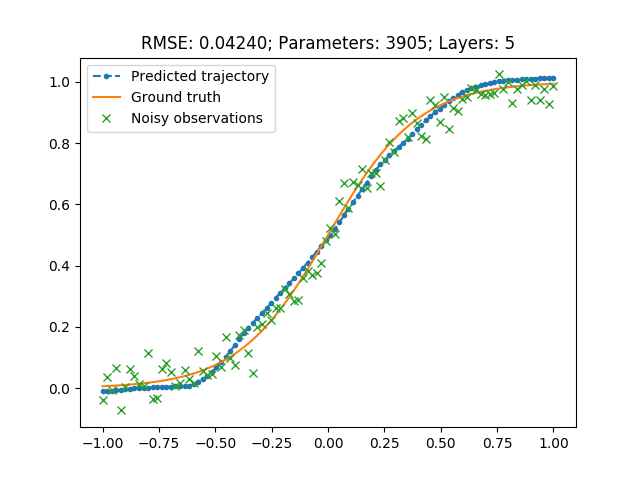 RMSE: 0.04240; Parameters: 3905; Layers: 5
Predicted trajectory
Ground truth
Noisy observations
1.0
0.8
0.6
0.4
0.2
0.0
−1.00 −0.75 −0.50 −0.25 0.00 0.25 0.50 0.75 1.00